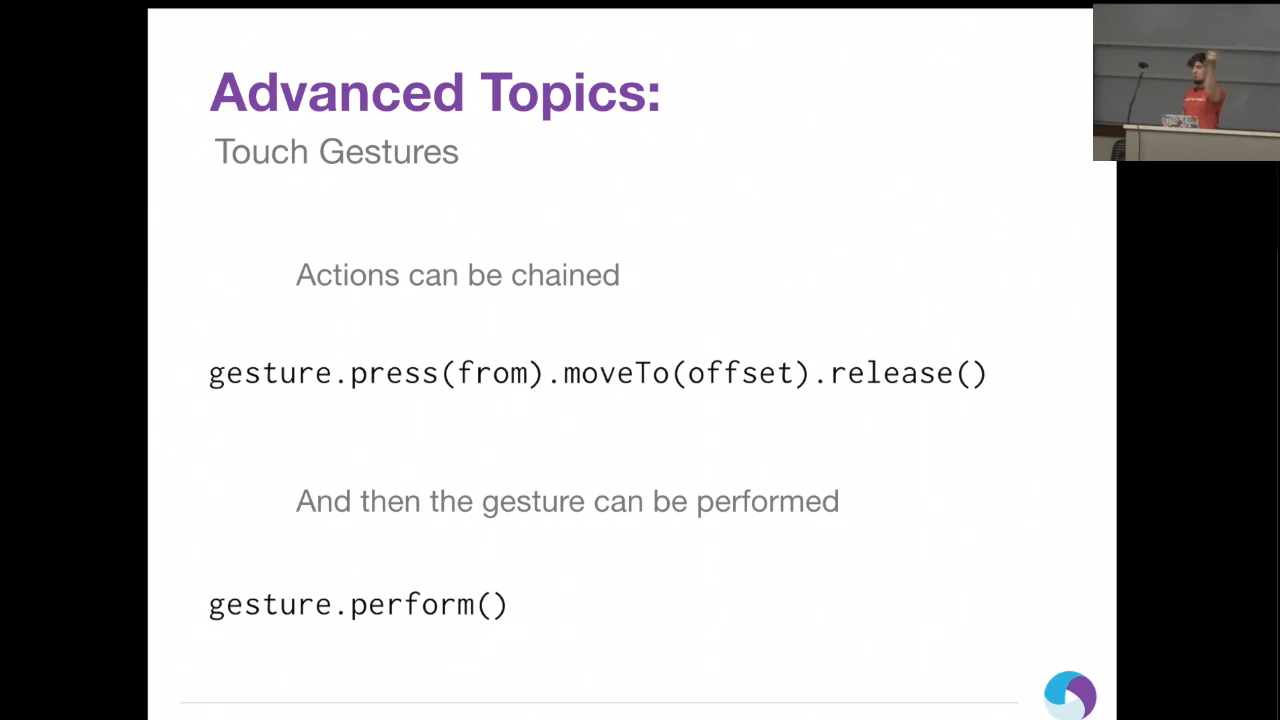 Advanced Topics:
Touch Gestures
Actions can be chained
gesture.press(from).moveTo(offset).release()
And then the gesture can be performed
gesture.perform()